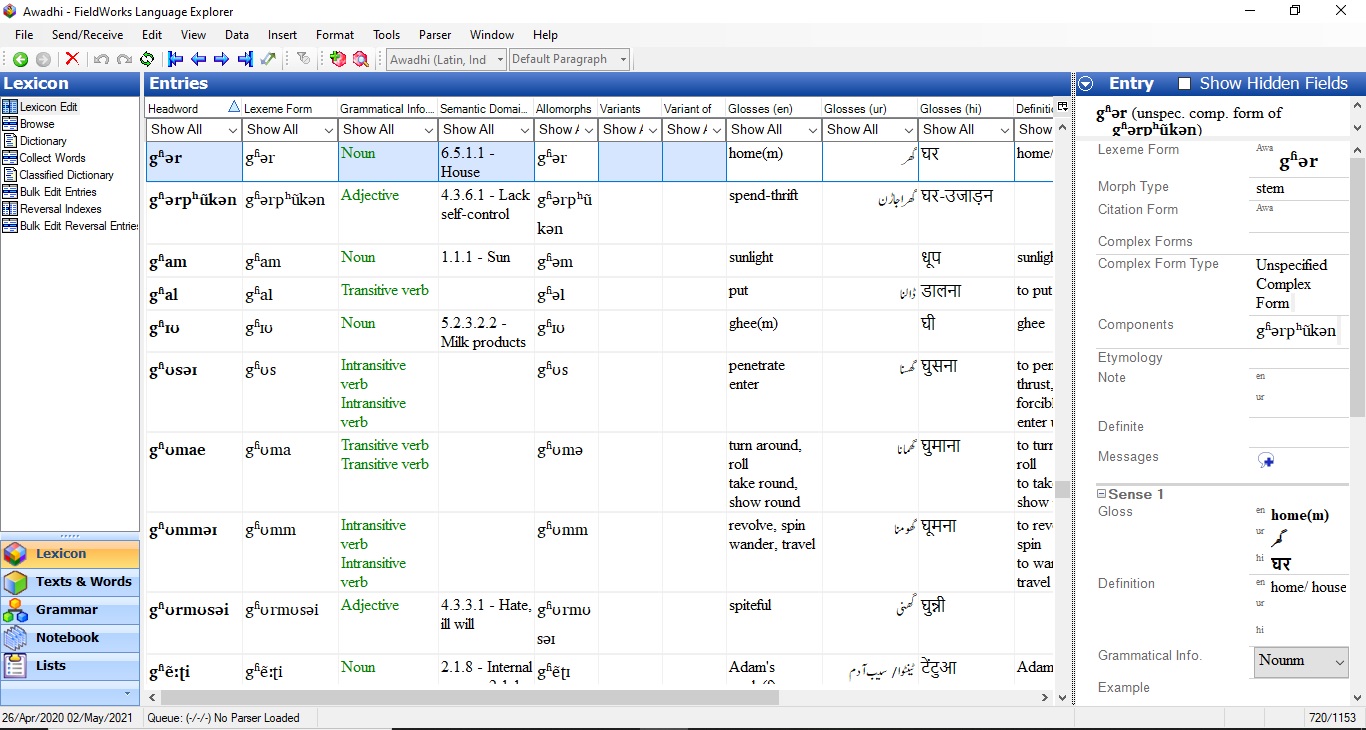 Awadhi - FieldWorks Language Explorer
File Send/Receive Edit View Data Insert Format Tools Parser Window Help
Awadhi (Latin, Ind Default Paragraph
Lexicon
Lexicon Edit
Browse
Dictionary
Collect Words
Classified Dictionary
Bulk Edit Entries
Reversal Indexes
Bulk Edit Reversal Entries
Lexicon
Texts & Words
Grammar
Notebook
Lists
Entries
Headword Lexeme Form Grammatical Info... Semantic Domai... Allomorphs Variants Variant of Glosses (en) Glosses (ur) Glosses (hi) Definitic
Show All Show All Show All Show All Show A Show A Show A Show All Show All Show All Show
gʱər gʱər Noun 6.5.1.1 - House gʱər home(m) گھر घर home/
gʱərpʰũkən gʱərpʰũkən Adjective 4.3.6.1 - Lack self-control gʱərpʰũkən spend-thrift گھر اجاڑن घर-उजाड़न
gʱam gʱam Noun 1.1.1 - Sun gʱəm sunlight धूप sunligh
gʱal gʱal Transitive verb gʱəl put ڈالنا डालना to put
gʱɪʊ gʱɪʊ Noun 5.2.3.2.2 - Milk products gʱɪʊ ghee(m) घी ghee
gʱʊsəɪ gʱʊs Intransitive verb gʱʊs penetrate گھسنا घुसना to pen
Intransitive verb enter thrust, forcibl enter u
gʱʊmae gʱʊma Transitive verb gʱʊmə turn around, roll گھمانا घुमाना to turn roll
Transitive verb take round, show round to tak show
gʱʊmməɪ gʱʊmm Intransitive verb gʱʊmm revolve, spin گھومنا घूमना to rev spin
Intransitive verb wander, travel to wan travel
gʱʊrmʊsəi gʱʊrmʊsəi Adjective 4.3.3.1 - Hate, ill will gʱʊrmʊsəɪ spiteful گھنی घुन्नी
gʱẽːʈi gʱẽːʈi Noun 2.1.8 - Internal gʱẽʈɪ Adam's ٹینٹوا/ سیب آدم टेंटुआ Adam
Entry Show Hidden Fields
gʱər (unspec. comp. form of
gʱərpʰũkən)
Lexeme Form Awa gʱər
Morph Type stem
Citation Form Awa
Complex Forms
Complex Form Type Unspecified
Complex
Form
Components gʱərpʰũkən
Etymology
Note en
ur
Definite
Messages
Sense 1
Gloss en home(m)
ur گھر
hi घर
Definition en home/ house
ur
hi
Grammatical Info. Nounm
Example
26/Apr/2020 02/May/2021 Queue: (-/-/-) No Parser Loaded 720/1153